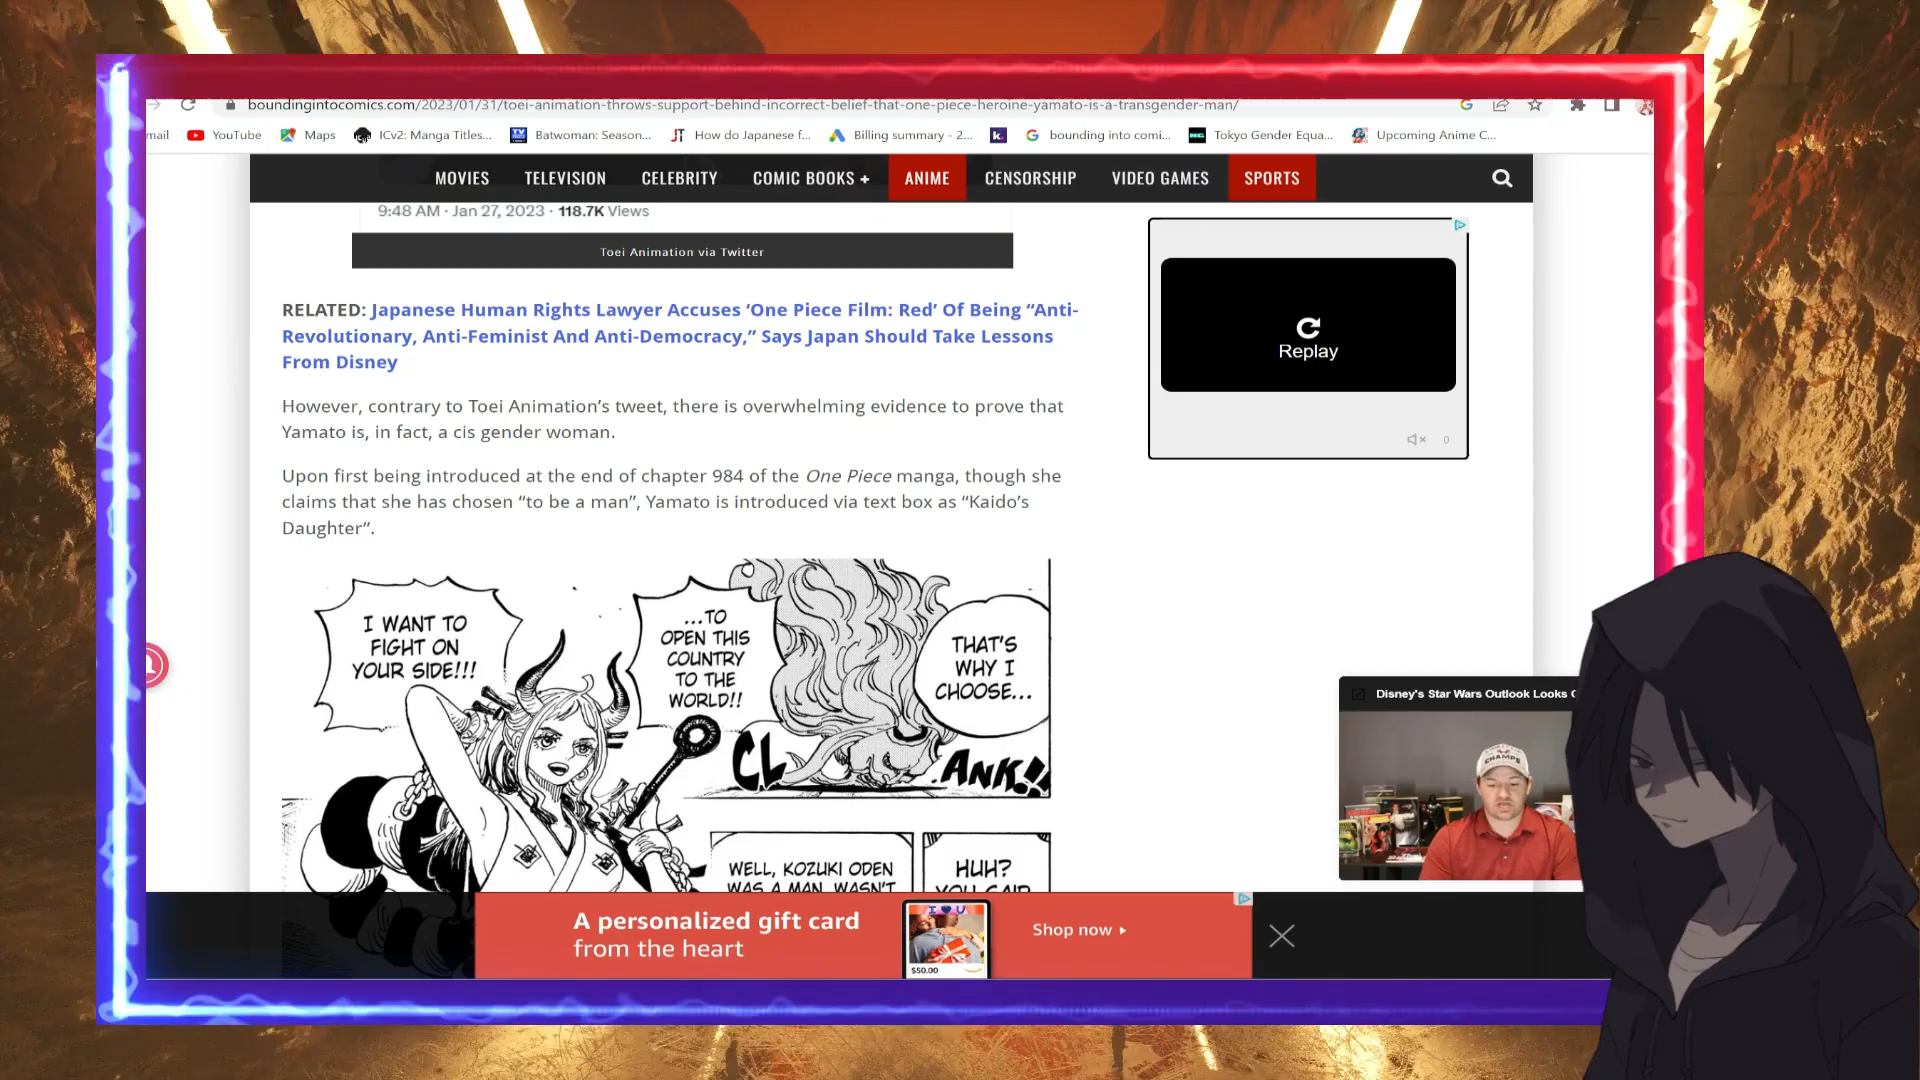 boundingintocomics.com/2023/01/31/toei-animation-throws-support-behind-incorrect-belief-that-one-piece-heroine-yamato-is-a-transgender-man/
mail YouTube Maps ICv2: Manga Titles... Batwoman: Season... How do Japanese f... Billing summary - 2... k. bounding into comi... Tokyo Gender Equa... Upcoming Anime C...
MOVIES TELEVISION CELEBRITY COMIC BOOKS + ANIME CENSORSHIP VIDEO GAMES SPORTS
9:48 AM · Jan 27, 2023 · 118.7K Views
Toei Animation via Twitter
RELATED: Japanese Human Rights Lawyer Accuses ‘One Piece Film: Red’ Of Being “Anti-
Revolutionary, Anti-Feminist And Anti-Democracy,” Says Japan Should Take Lessons
From Disney
However, contrary to Toei Animation’s tweet, there is overwhelming evidence to prove that
Yamato is, in fact, a cis gender woman.
Upon first being introduced at the end of chapter 984 of the One Piece manga, though she
claims that she has chosen “to be a man”, Yamato is introduced via text box as “Kaido’s
Daughter”.
Replay
0
I WANT TO
FIGHT ON
YOUR SIDE!!!
...TO
OPEN THIS
COUNTRY
TO THE
WORLD!!
THAT'S
WHY I
CHOOSE...
CLANK!!
WELL, KOZUKI ODEN
WAS A MAN, WASN'T
HUH?
YOU CAN
Disney's Star Wars Outlook Looks
CHAMPS
A personalized gift card
from the heart
I ♥ U
$50.00
Shop now